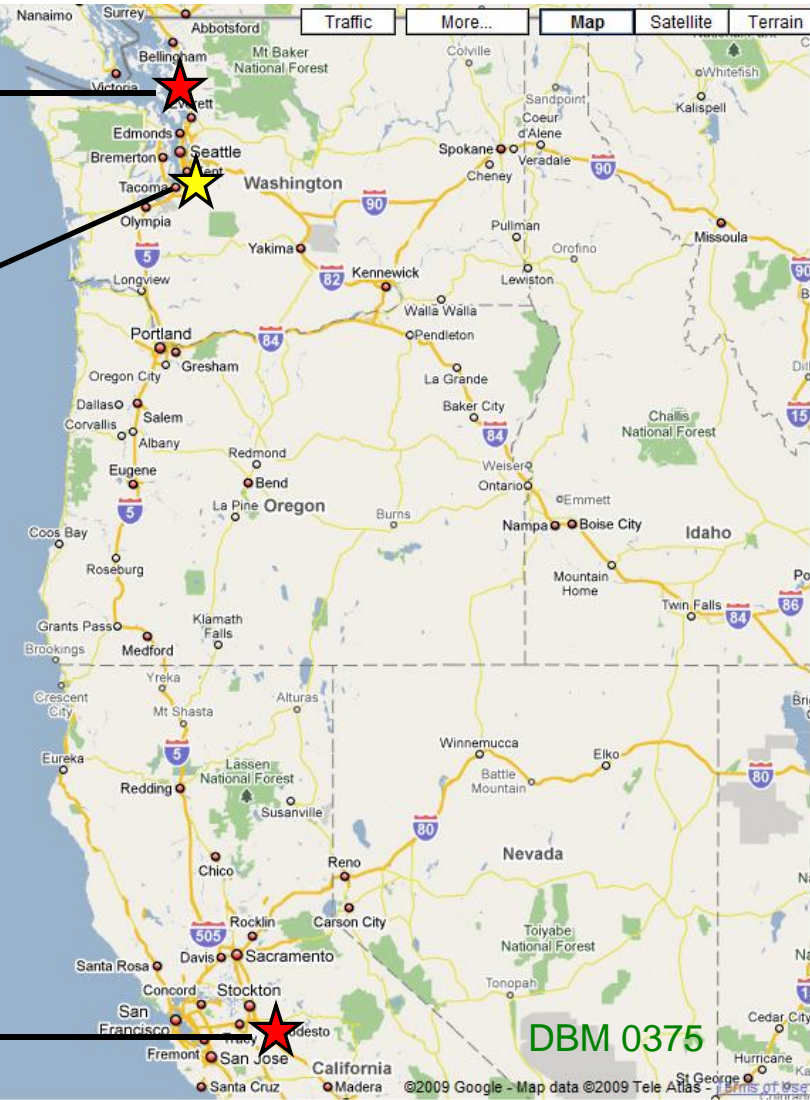 Nanaimo
Surrey
Abbotsford
Traffic
More...
Map
Satellite
Terrain
Bellingham
Mt Baker
National Forest
Colville
Whitefish
Victoria
Sandpoint
Kalispell
Everett
Coeur
d'Alene
Edmonds
Seattle
Spokane
Veradale
Bremerton
Cheney
90
Tacoma
Washington
90
Olympia
Pullman
Missoula
Yakima
Orofino
5
82
Kennewick
Lewiston
90
Longview
Walla Walla
Portland
84
Pendleton
Gresham
Oregon City
La Grande
Dallas
Salem
Baker City
Corvallis
Albany
84
Challis
National Forest
15
Redmond
Eugene
Bend
Weiser
Ontario
5
La Pine
Oregon
Burns
Emmett
Coos Bay
Nampa
Boise City
Idaho
Roseburg
Mountain
Home
Twin Falls
84
86
Grants Pass
Klamath
Falls
Brookings
Medford
Yreka
Crescent
City
Mt Shasta
Alturas
Eureka
5
Winnemucca
Elko
Lassen
National Forest
Battle
Mountain
80
Redding
Susanville
80
Chico
Reno
Nevada
505
Rocklin
Carson City
Toiyabe
National Forest
Davis
Sacramento
Santa Rosa
Tonopah
Concord
Stockton
San
Francisco
Tracy
desto
DBM 0375
Cedar City
Fremont
San Jose
California
Hurricane
Santa Cruz
Madera
©2009 Google - Map data ©2009 Tele Atlas - Terms of Use
St George